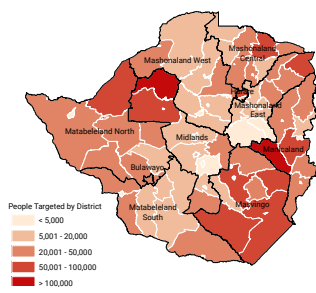 Mashonaland West
Mashonaland
Central
Mashonaland
East
Matabeleland North
Midlands
Manicaland
Bulawayo
Masvingo
Matabeleland
South
People Targeted by District
< 5,000
5,001 - 20,000
20,001 - 50,000
50,001 - 100,000
> 100,000